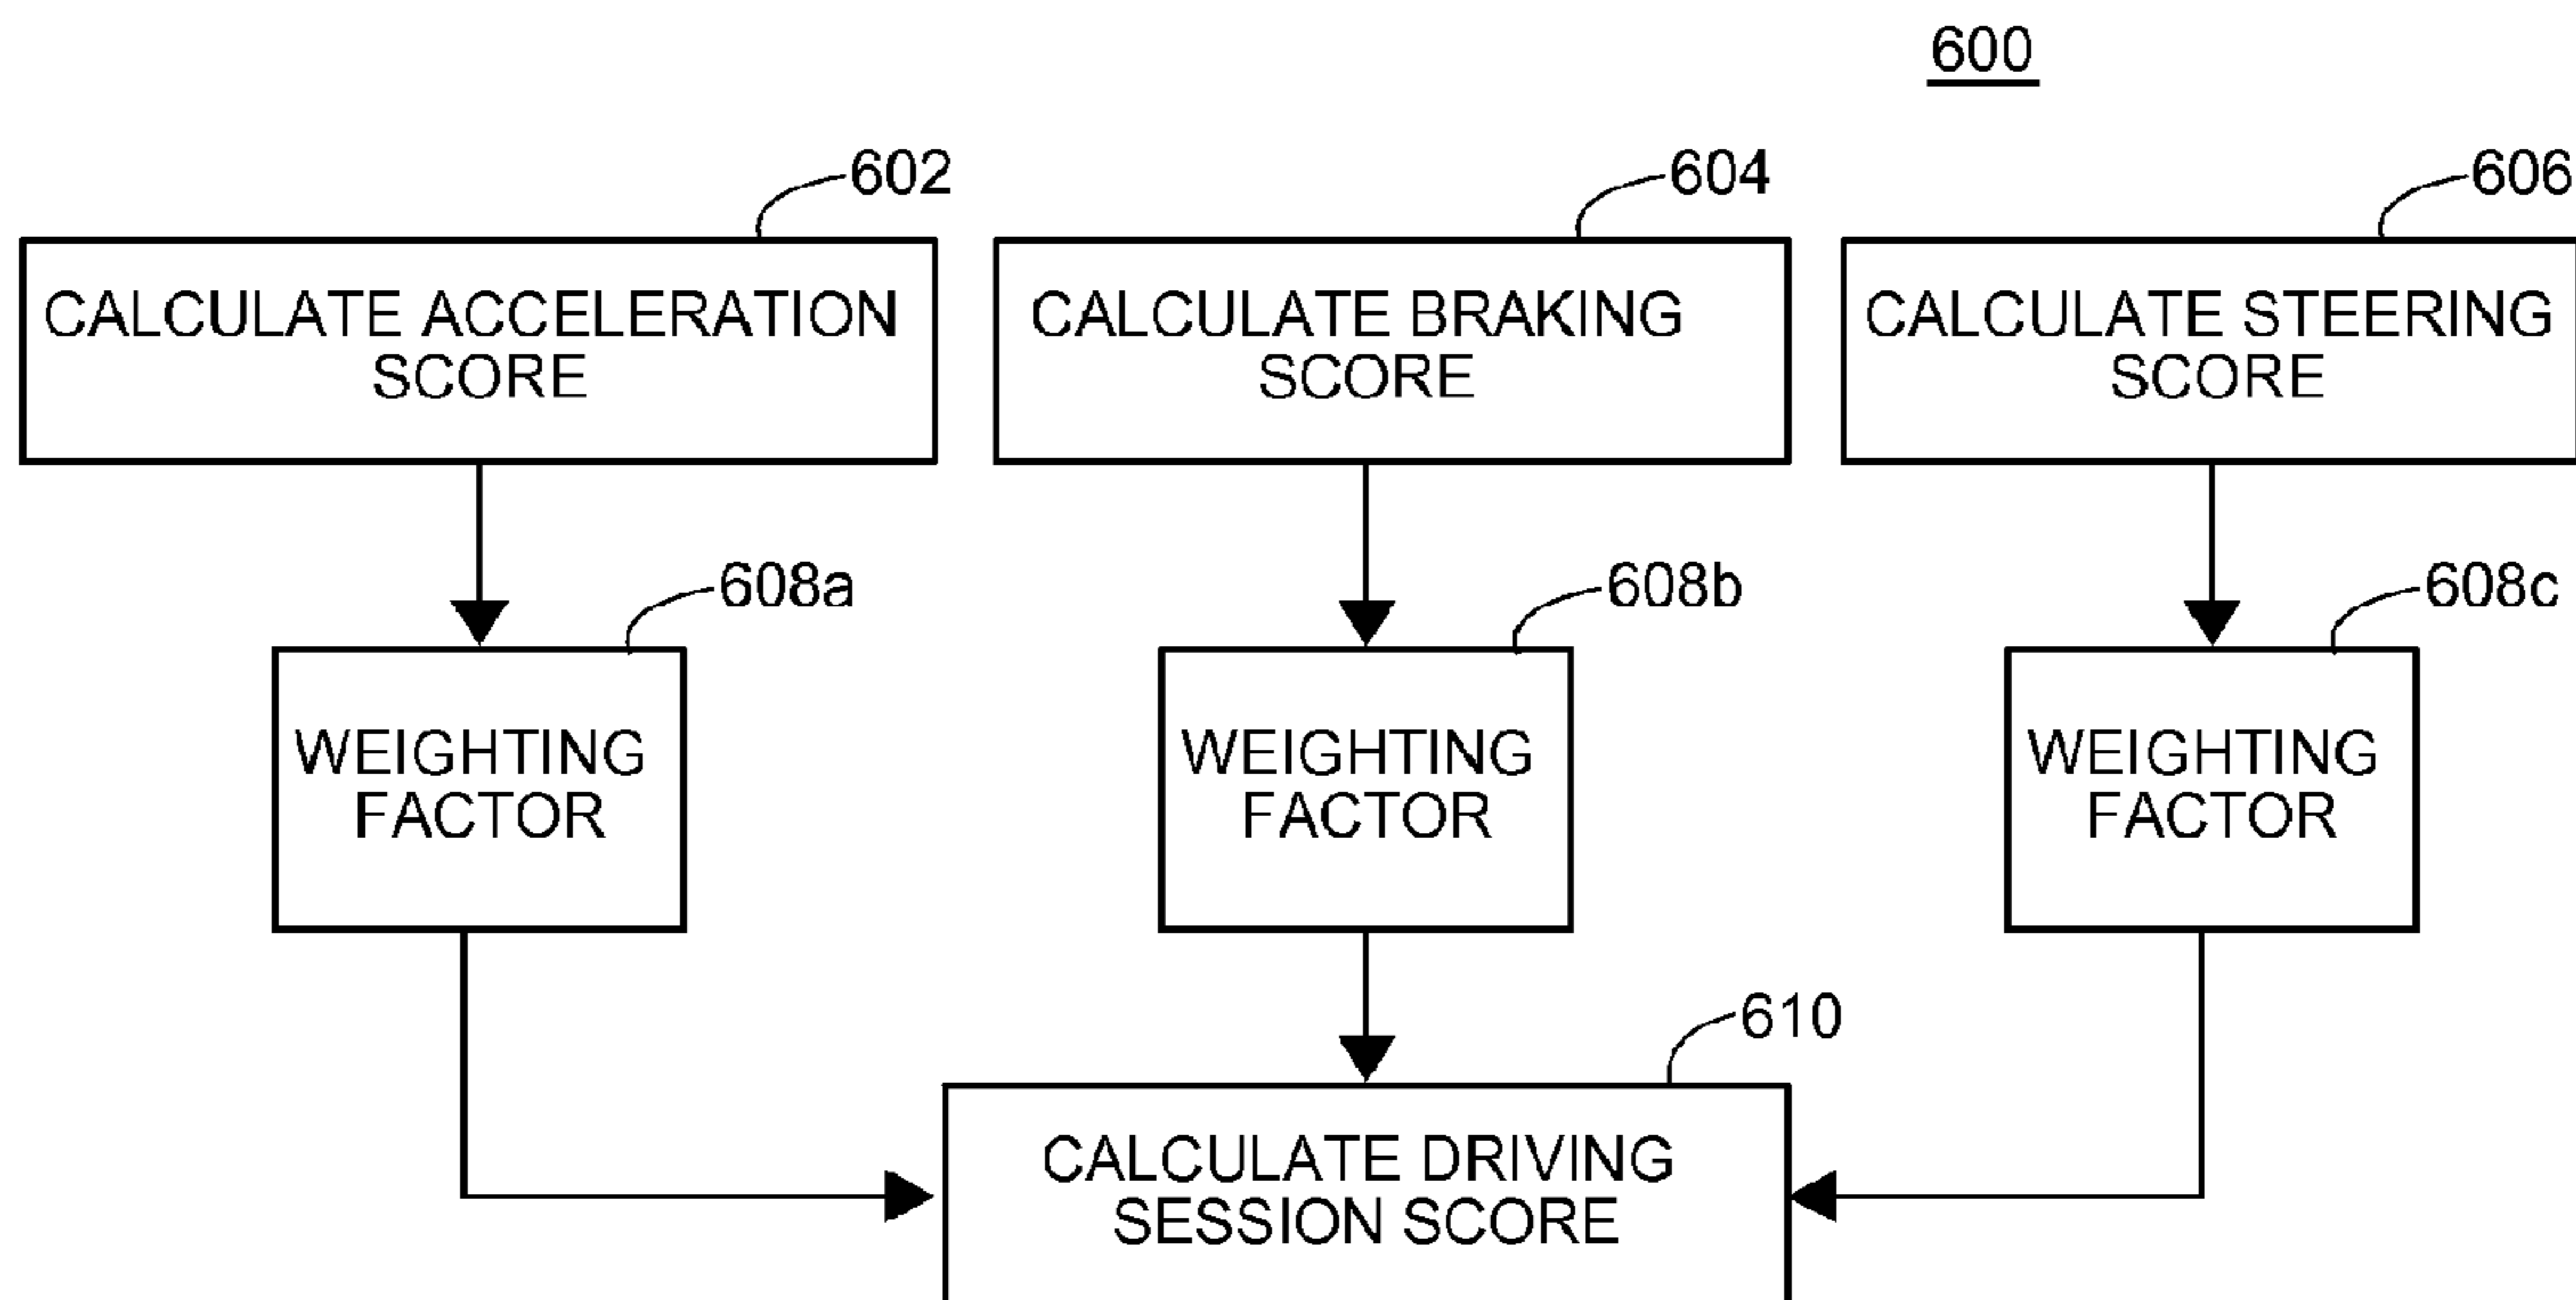 600
602
604
606
CALCULATE ACCELERATION
SCORE
CALCULATE BRAKING
SCORE
CALCULATE STEERING
SCORE
608a
608b
608c
WEIGHTING
FACTOR
WEIGHTING
FACTOR
WEIGHTING
FACTOR
610
CALCULATE DRIVING
SESSION SCORE